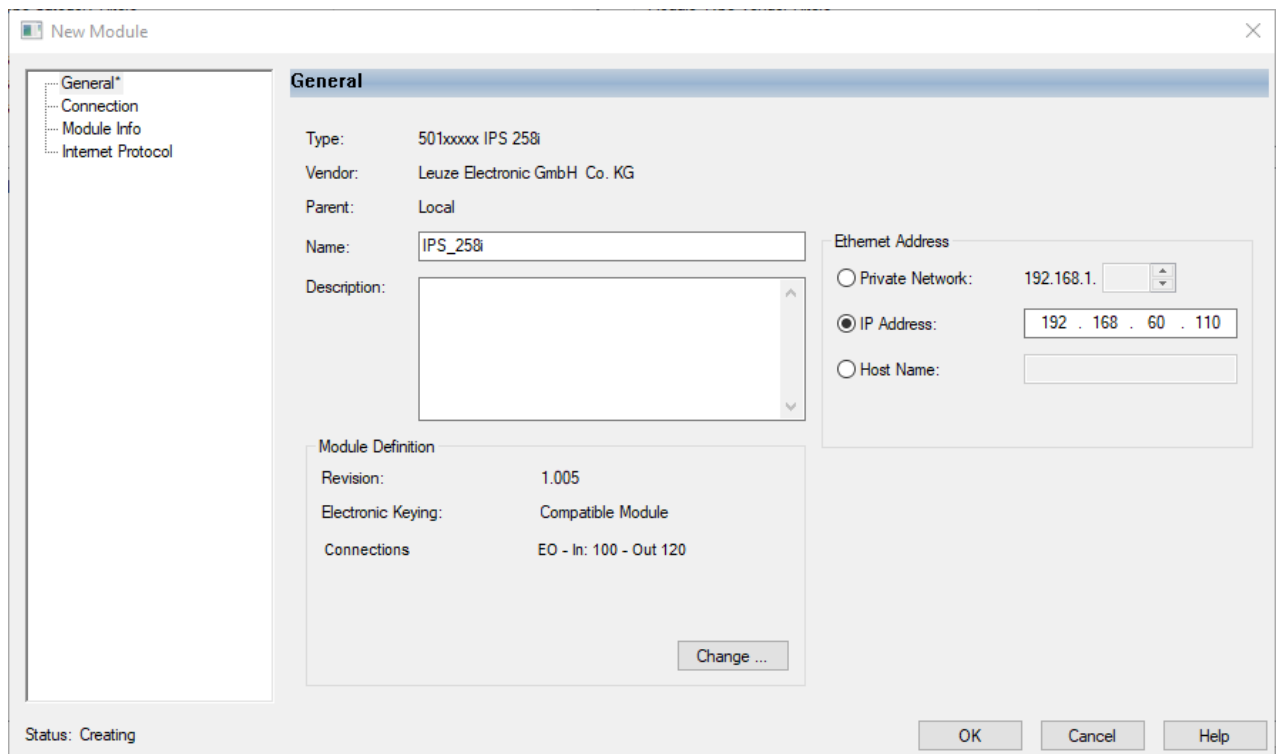 New Module
General*
Connection
Module Info
Internet Protocol
General
Type: 501xxxxx IPS 258i
Vendor: Leuze Electronic GmbH Co. KG
Parent: Local
Name: IPS_258i
Description:
Ethernet Address
Private Network: 192.168.1.
IP Address: 192 . 168 . 60 . 110
Host Name:
Module Definition
Revision: 1.005
Electronic Keying: Compatible Module
Connections EO - In: 100 - Out 120
Change ...
Status: Creating
OK Cancel Help